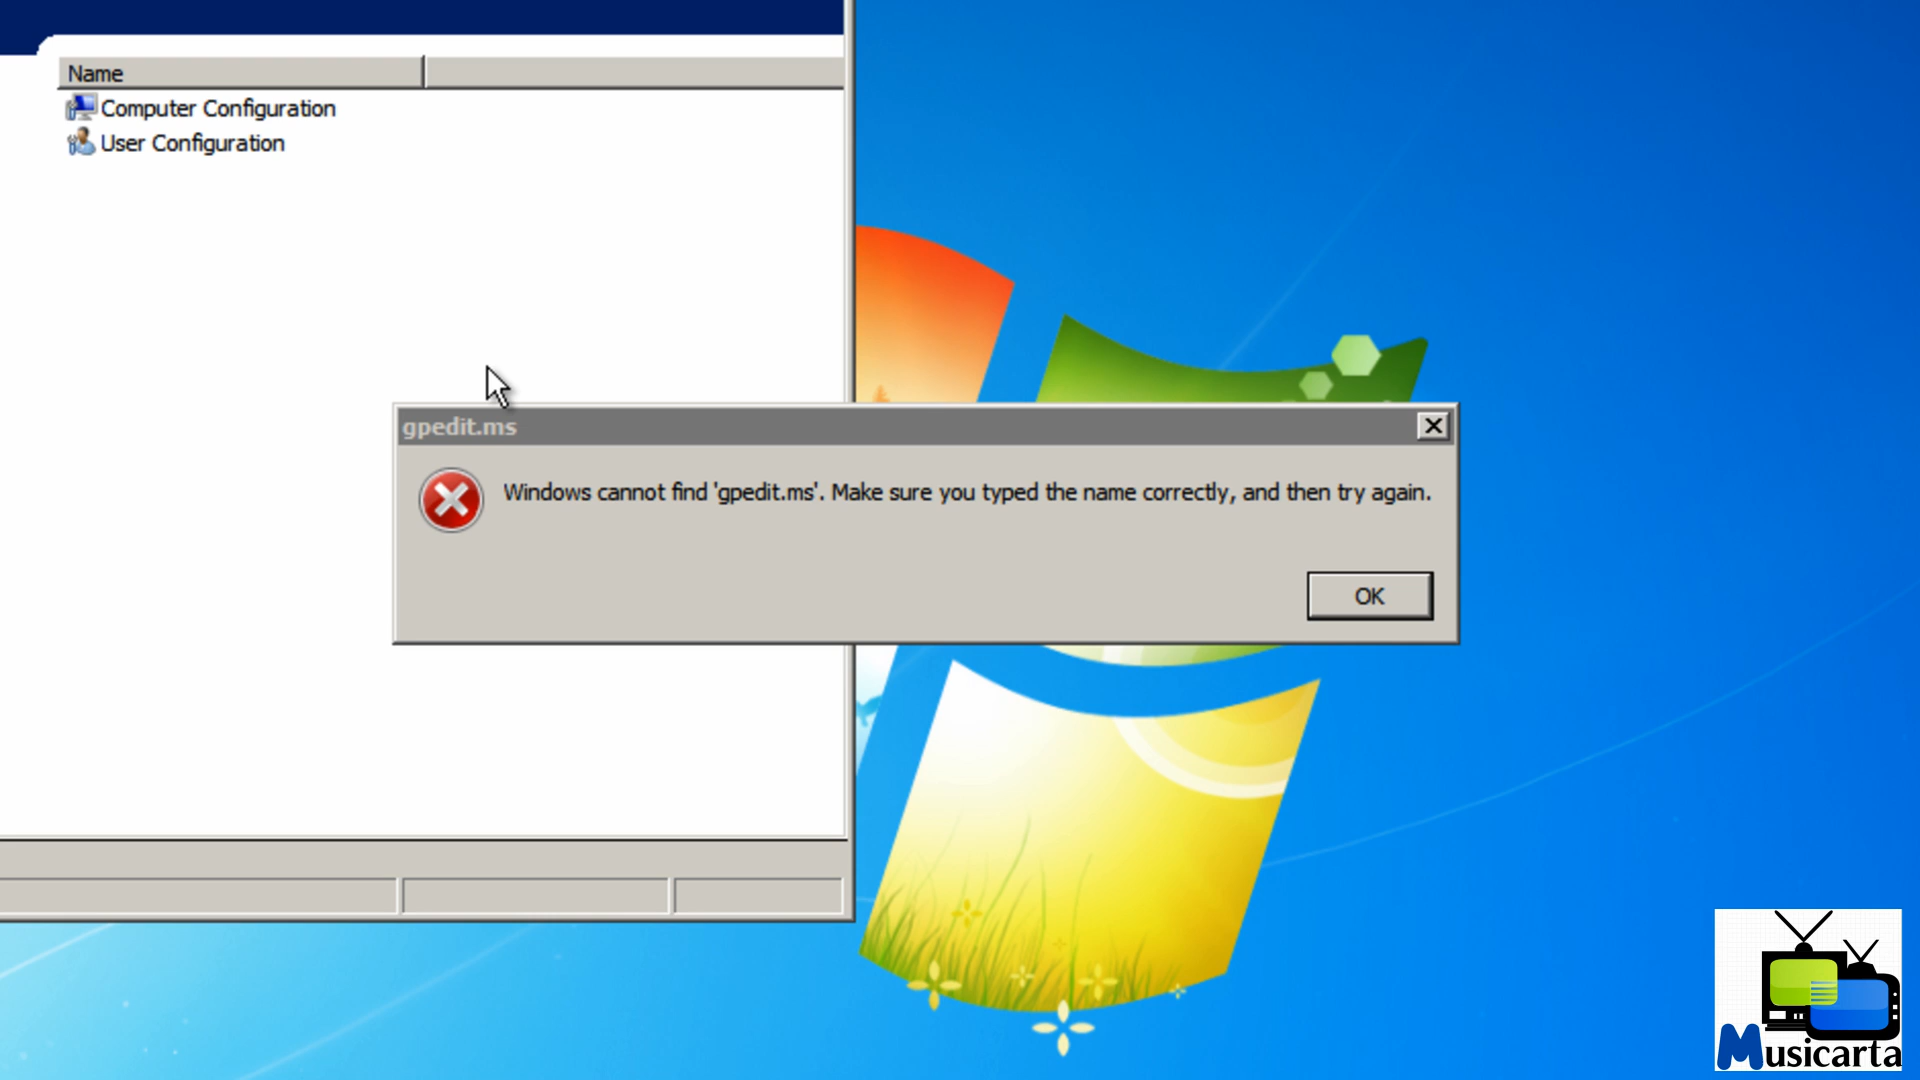 Name
Computer Configuration
User Configuration
gpedit.ms
Windows cannot find 'gpedit.ms'. Make sure you typed the name correctly, and then try again.
OK
Musicarta